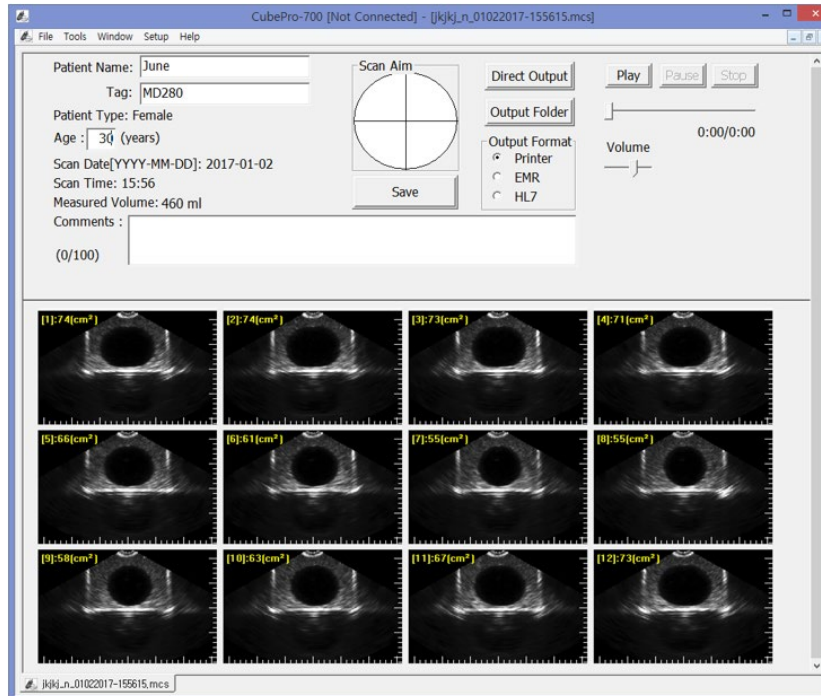 CubePro-700 [Not Connected] - [jkjkj_n_01022017-155615.mcs]
File Tools Window Setup Help
Patient Name: June
Tag: MD280
Patient Type: Female
Age : 30 (years)
Scan Date[YYYY-MM-DD]: 2017-01-02
Scan Time: 15:56
Measured Volume: 460 ml
Comments :
(0/100)
Scan Aim
Save
Direct Output
Output Folder
Output Format
Printer
EMR
HL7
Play Pause Stop
0:00/0:00
Volume
[1]:74(cm²) [2]:74(cm²) [3]:73(cm²) [4]:71(cm²)
[5]:66(cm²) [6]:61(cm²) [7]:55(cm²) [8]:55(cm²)
[9]:58(cm²) [10]:63(cm²) [11]:67(cm²) [12]:73(cm²)
jkjkj_n_01022017-155615.mcs